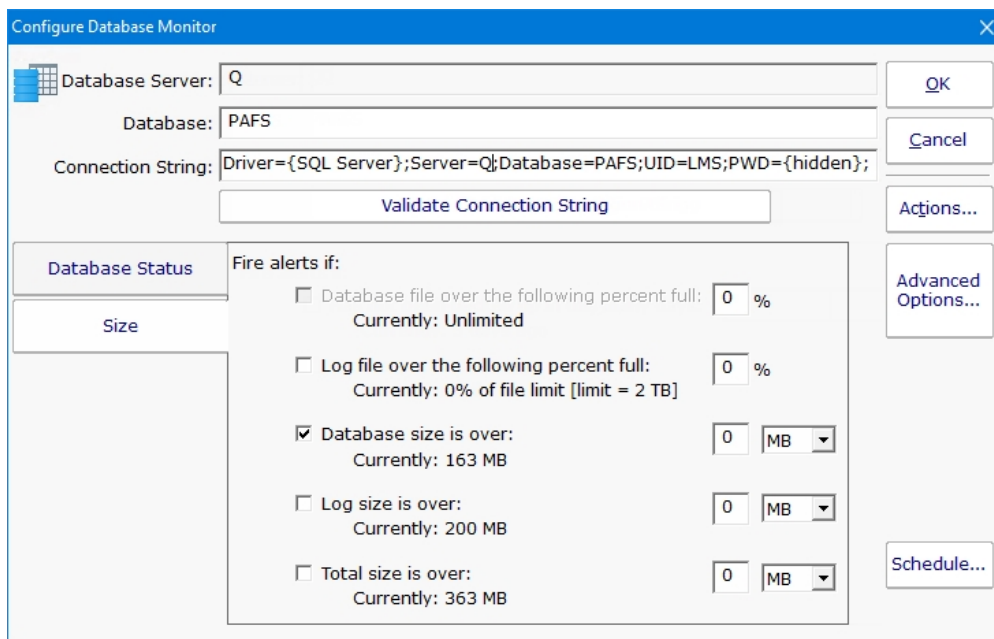 Configure Database Monitor
Database Server: Q
OK
Database: PAFS
Cancel
Connection String: Driver={SQL Server};Server=Q;Database=PAFS;UID=LMS;PWD={hidden};
Validate Connection String
Actions...
Database Status
Size
Fire alerts if:
Database file over the following percent full: 0 %
Currently: Unlimited
Log file over the following percent full: 0 %
Currently: 0% of file limit [limit = 2 TB]
Database size is over: 0 MB
Currently: 163 MB
Log size is over: 0 MB
Currently: 200 MB
Total size is over: 0 MB
Currently: 363 MB
Advanced
Options...
Schedule...